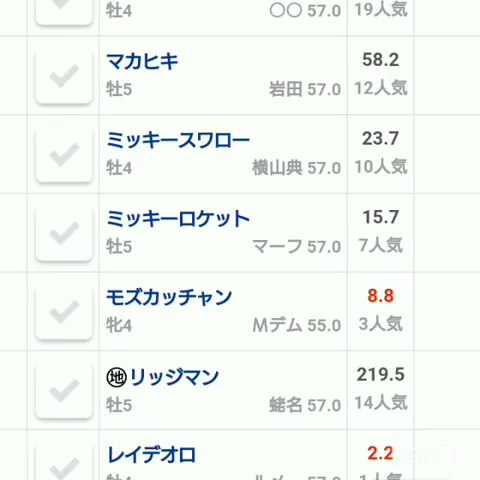 牡4 〇〇 57.0 19人気
マカヒキ 58.2
牡5 岩田 57.0 12人気
ミッキースワロー 23.7
牡4 横山典 57.0 10人気
ミッキーロケット 15.7
牡5 マーフ 57.0 7人気
モズカッチャン 8.8
牝4 Mデム 55.0 3人気
㊞リッジマン 219.5
牡5 蛯名 57.0 14人気
レイデオロ 2.2